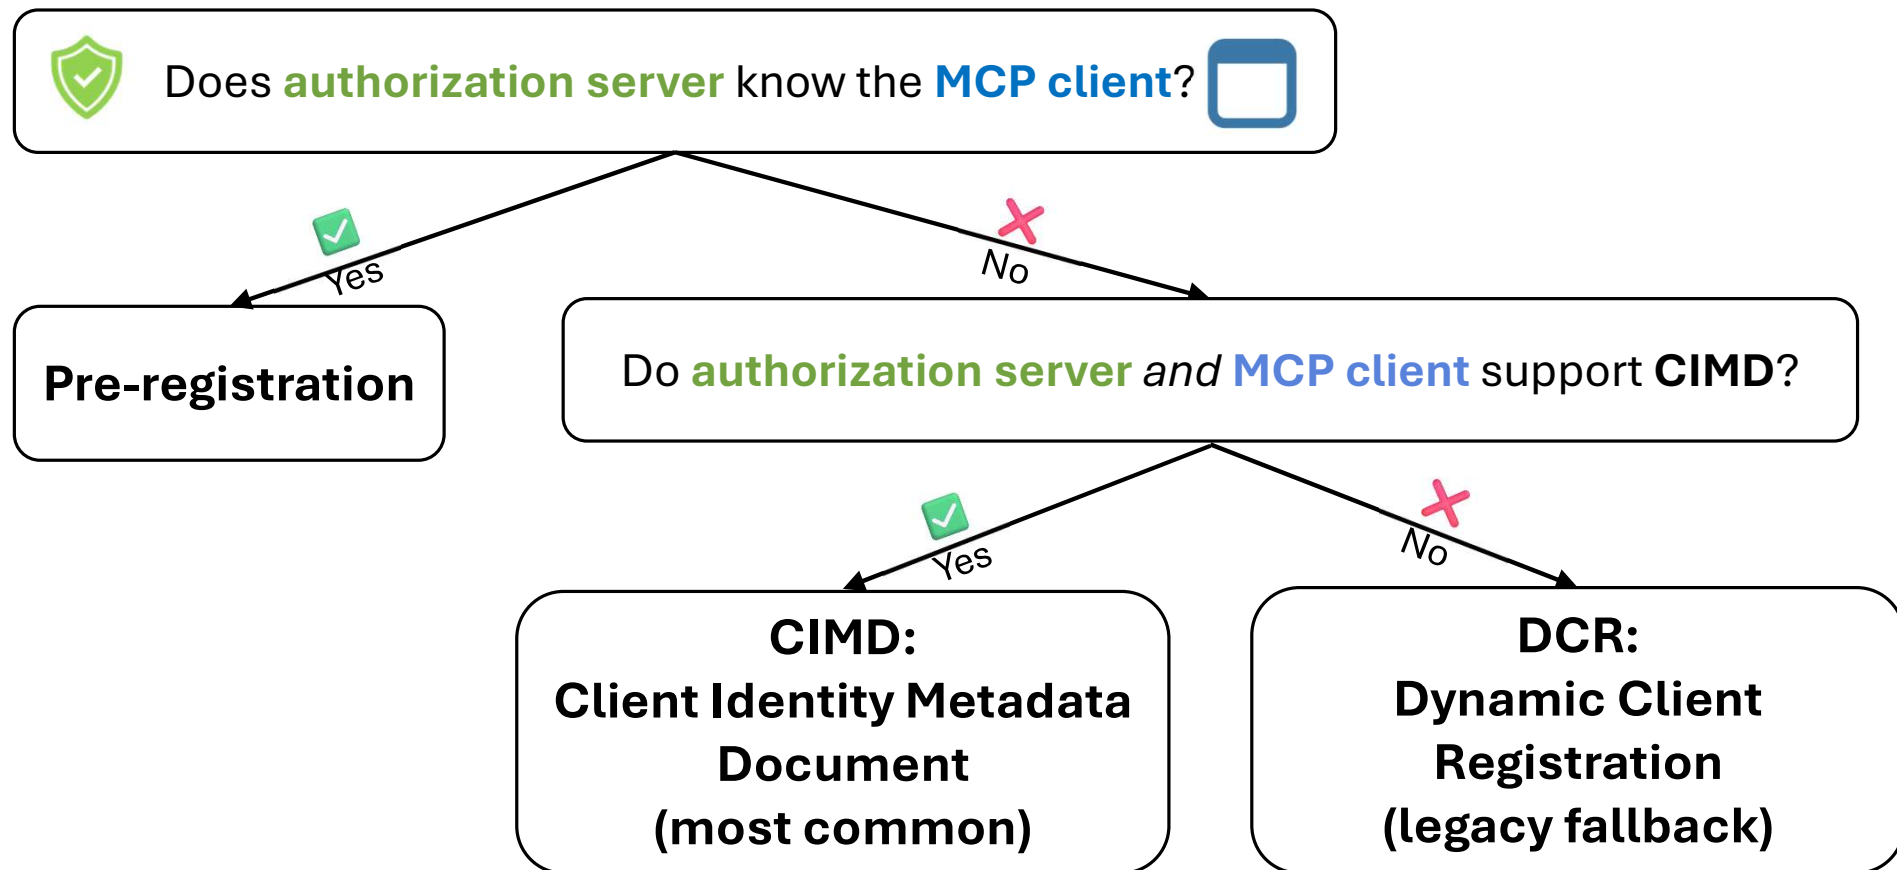 Does authorization server know the MCP client?
Yes
No
Pre-registration
Do authorization server and MCP client support CIMD?
Yes
No
CIMD:
Client Identity Metadata
Document
(most common)
DCR:
Dynamic Client
Registration
(legacy fallback)